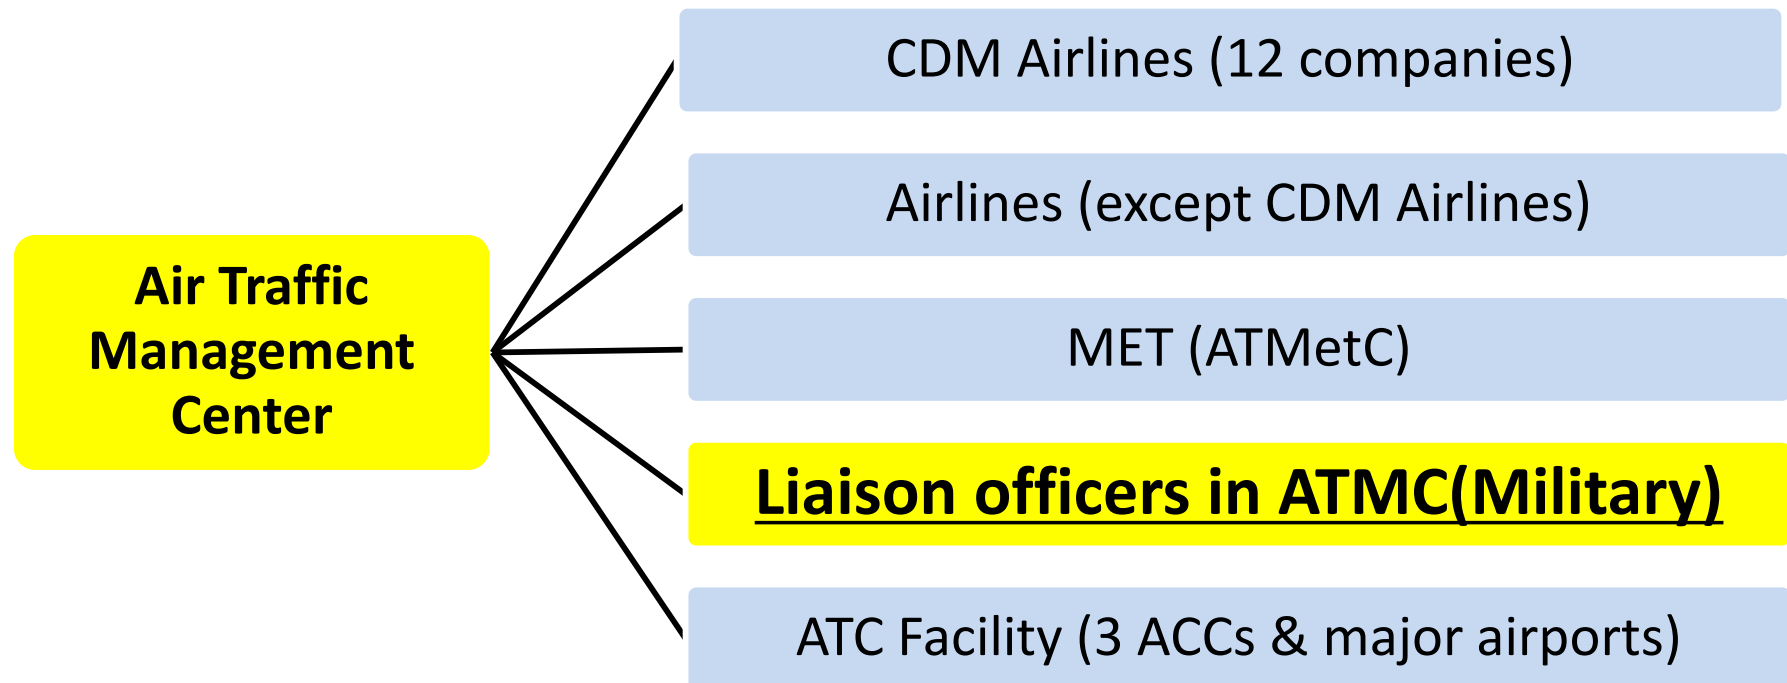 Air Traffic
Management
Center
CDM Airlines (12 companies)
Airlines (except CDM Airlines)
MET (ATMetC)
Liaison officers in ATMC(Military)
ATC Facility (3 ACCs & major airports)